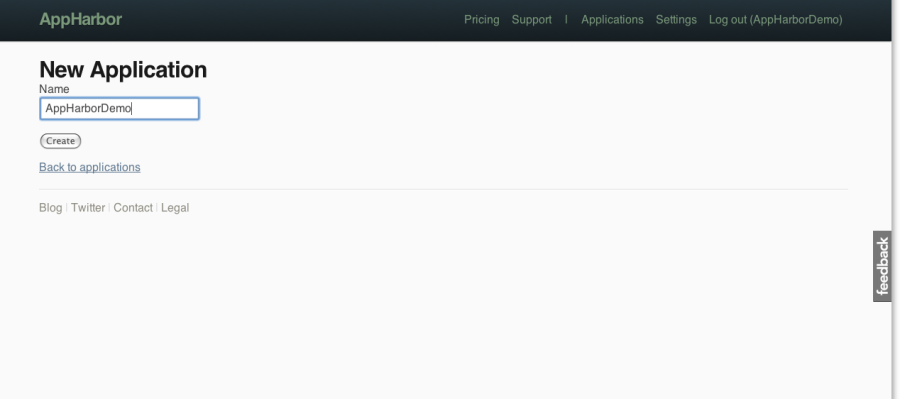 AppHarbor
Pricing Support | Applications Settings Log out (AppHarborDemo)
New Application
Name
AppHarborDemo
Create
Back to applications
Blog | Twitter | Contact | Legal
feedback